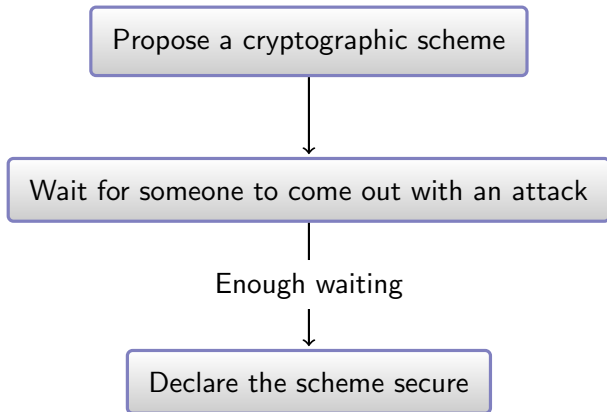 Propose a cryptographic scheme
Wait for someone to come out with an attack
Enough waiting
Declare the scheme secure